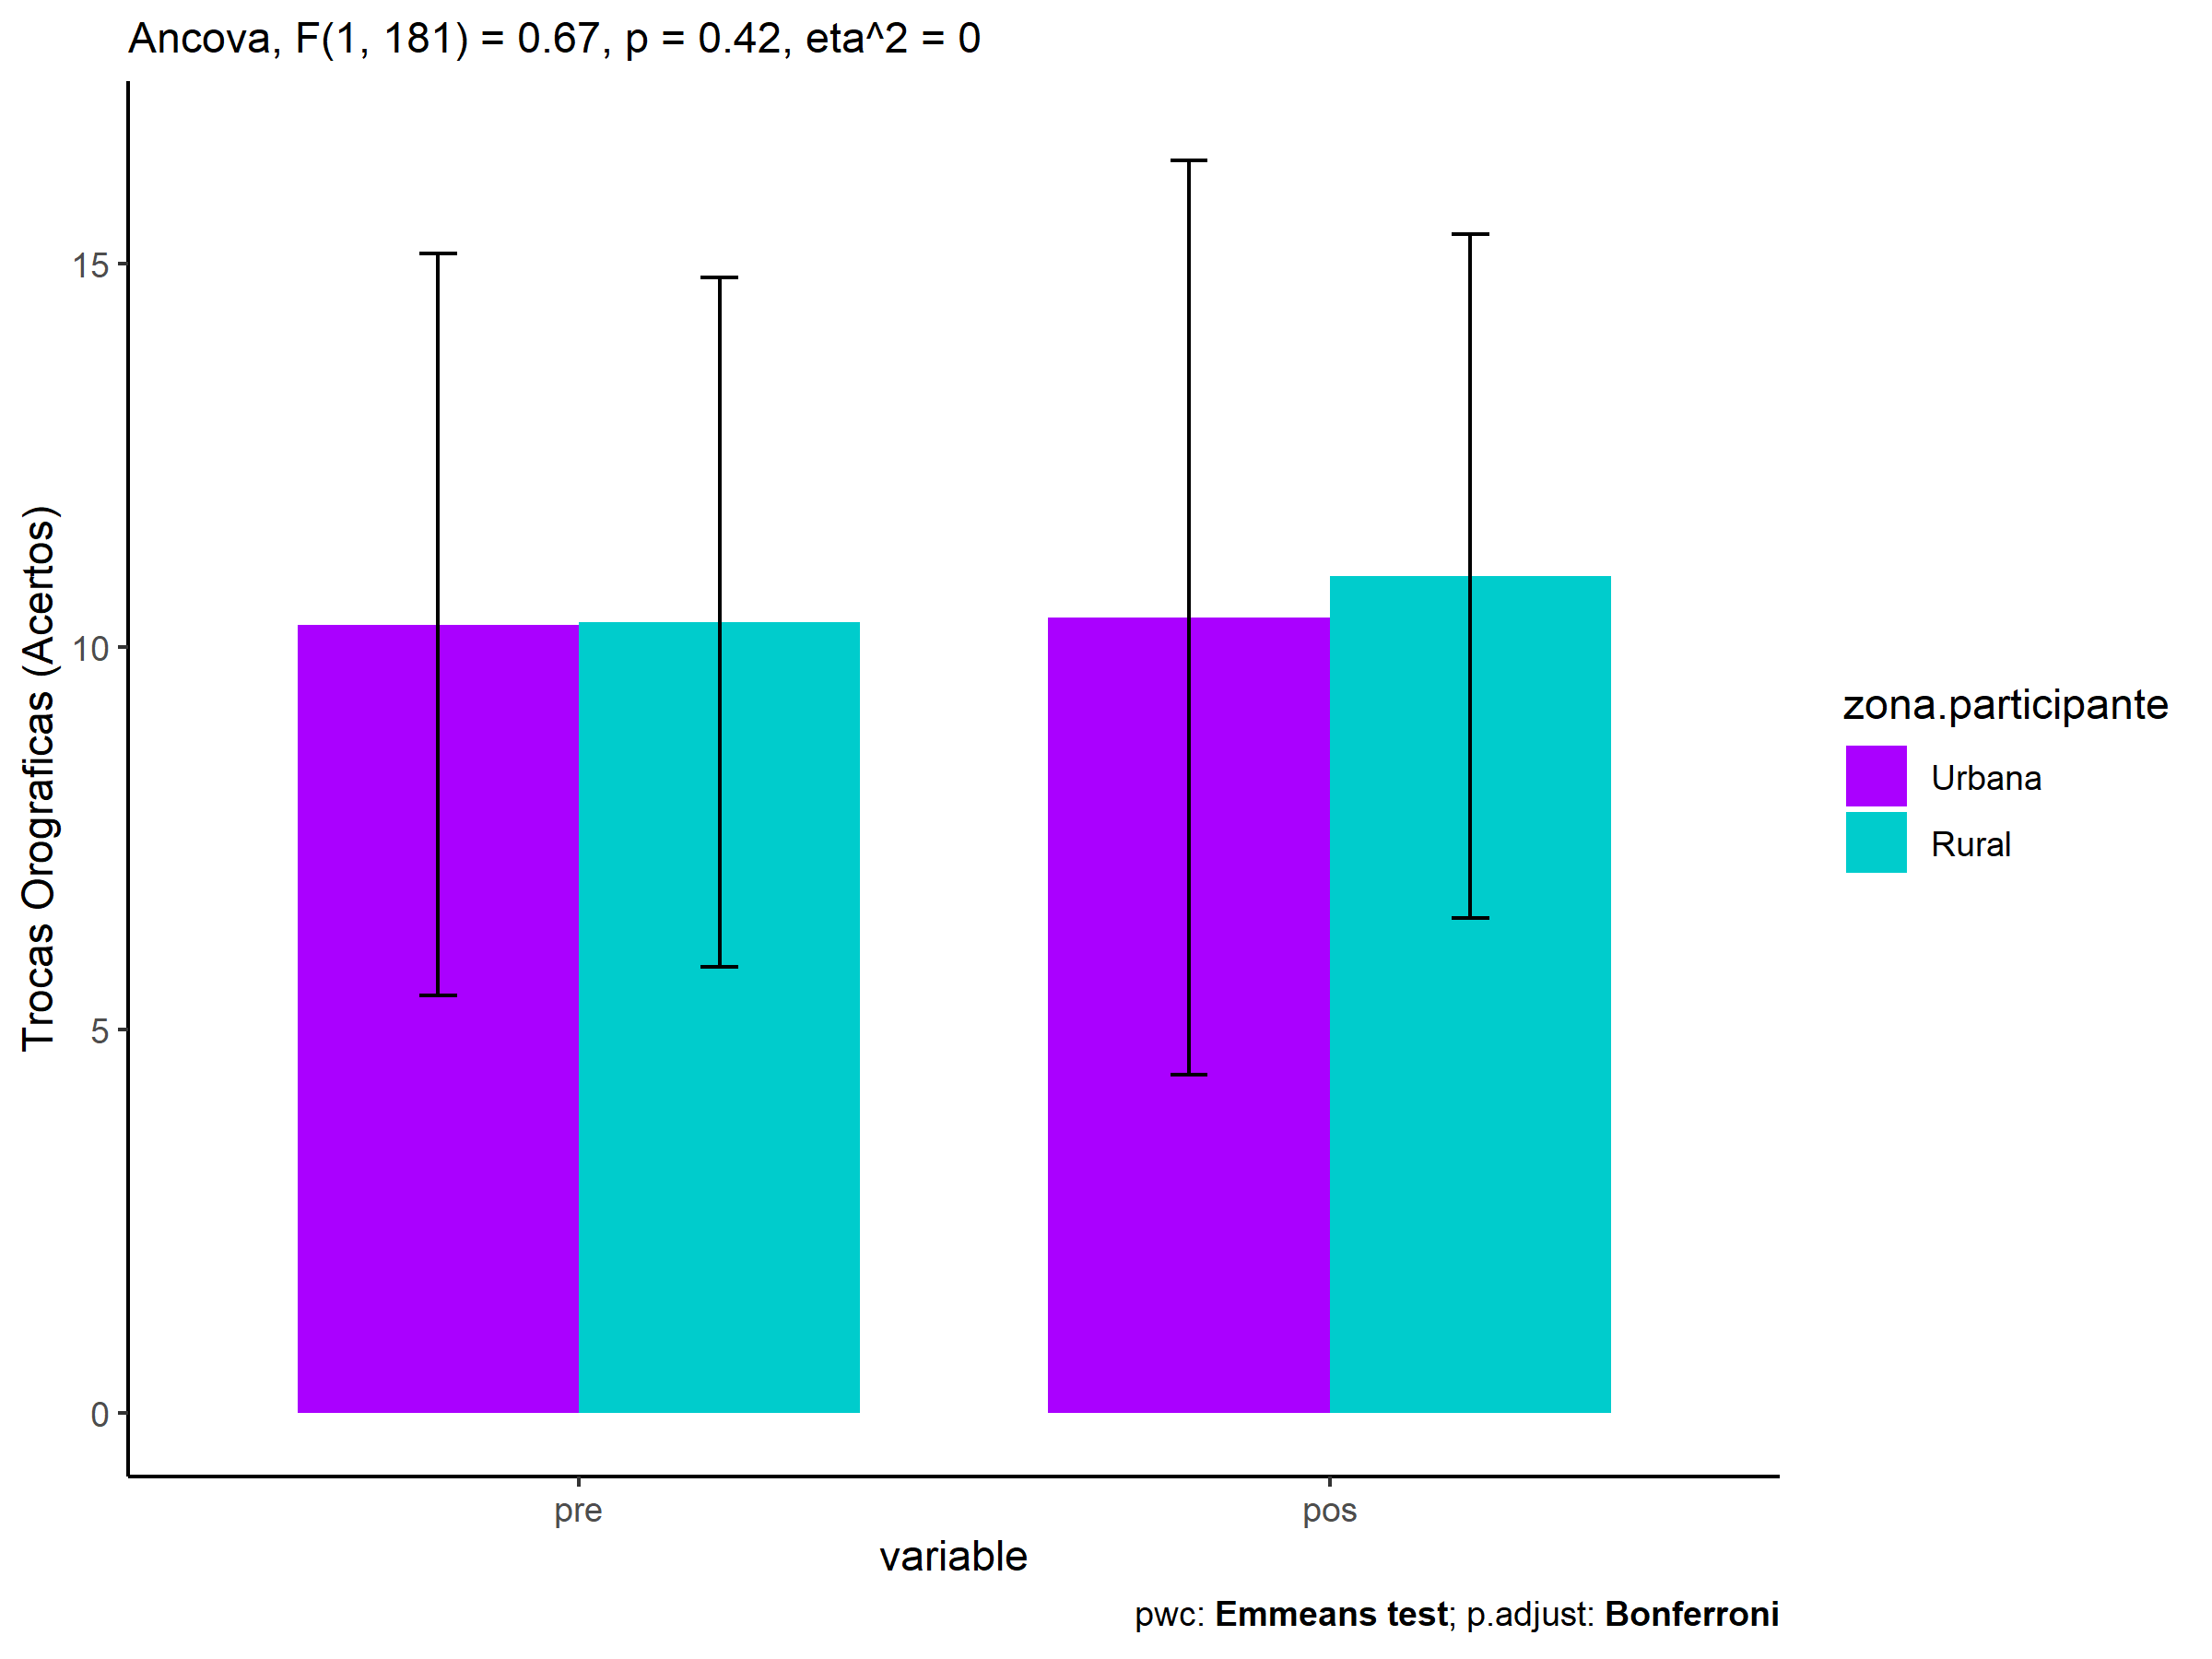 Ancova, F(1, 181) = 0.67, p = 0.42, eta^2 = 0
Trocas Orograficas (Acertos)
15
10
5
0
pre
pos
variable
zona.participante
Urbana
Rural
pwc: Emmeans test; p.adjust: Bonferroni